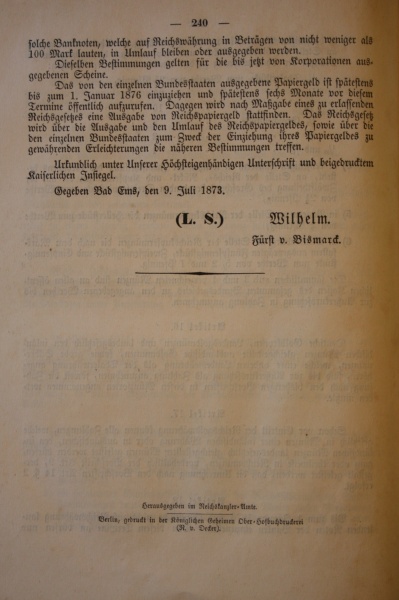 — 240 —
solche Banknoten, welche auf Reichswährung in Beträgen von nicht weniger als
100 Mark lauten, in Umlauf bleiben oder ausgegeben werden.
Dieselben Bestimmungen gelten für die bis jetzt von Korporationen aus-
gegebenen Scheine.
Das von den einzelnen Bundesstaaten ausgegebene Papiergeld ist spätestens
bis zum 1. Januar 1876 einzuziehen und spätestens sechs Monate vor diesem
Termine öffentlich aufzurufen. Dagegen wird nach Maßgabe eines zu erlassenden
Reichsgesetzes eine Ausgabe von Reichspapiergeld stattfinden. Das Reichsgesetz
wird über die Ausgabe und den Umlauf des Reichspapiergeldes, sowie über die
den einzelnen Bundesstaaten zum Zweck der Einziehung ihres Papiergeldes zu
gewährenden Erleichterungen die näheren Bestimmungen treffen.
Urkundlich unter Unserer Höchsteigenhändigen Unterschrift und beigedrucktem
Kaiserlichen Insiegel.
Gegeben Bad Ems, den 9. Juli 1873.
(L. S.) Wilhelm.
Fürst v. Bismarck.
Herausgegeben im Reichskanzler-Amte.
Berlin, gedruckt in der Königlichen Geheimen Ober-Hofbuchdruckerei
(R. v. Decker).